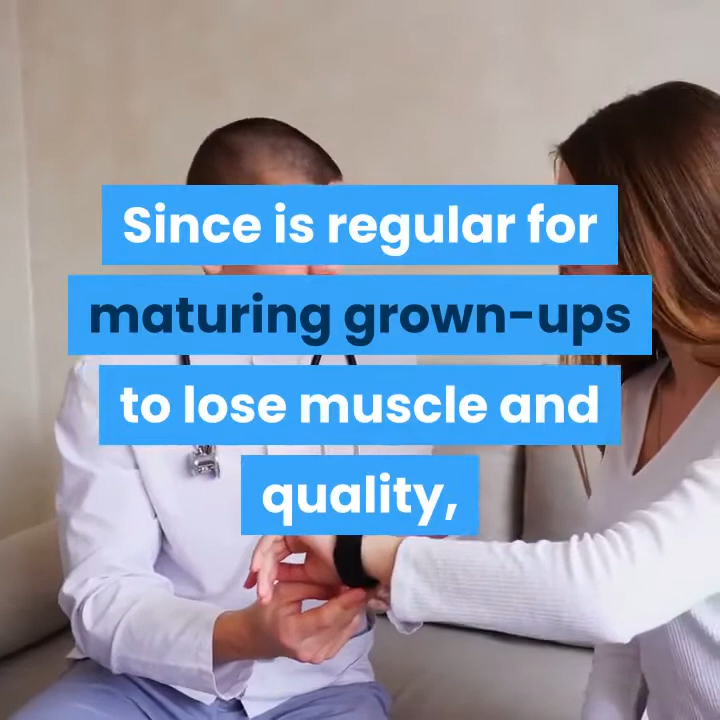 Since is regular for
maturing grown-ups
to lose muscle and
quality,